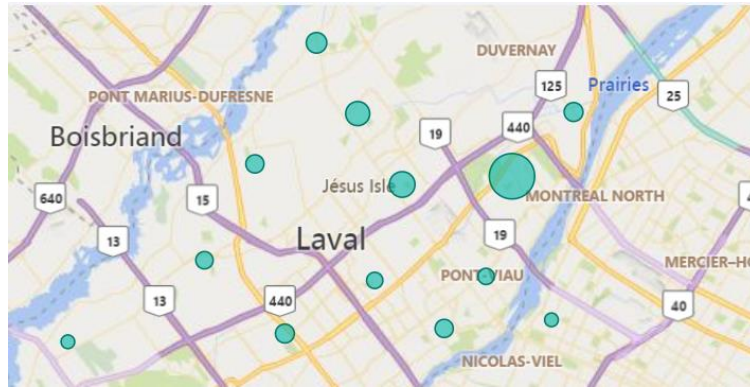 DUVERNAY
125
Prairies
25
PONT MARIUS-DUFRESNE
Boisbriand
19
440
640
15
Jésus Isle
MONTREAL NORTH
13
Laval
19
MERCIER–HO
PONT-VIAU
13
440
40
NICOLAS-VIEL